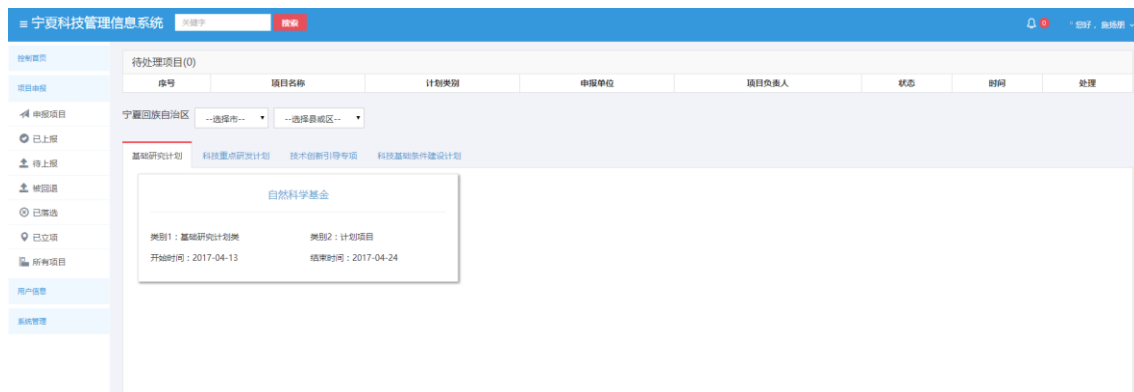 ≡ 宁夏科技管理信息系统 关键字 搜索 0 您好，
控制首页
项目申报
申报项目
已上报
待上报
被回退
已落选
已立项
所有项目
用户信息
系统管理
待处理项目(0)
序号 项目名称 计划类别 申报单位 项目负责人 状态 时间 处理
宁夏回族自治区 --选择市-- --选择县或区--
基础研究计划 科技重点研发计划 技术创新引导专项 科技基础条件建设计划
自然科学基金
类别1：基础研究计划类 类别2：计划项目
开始时间：2017-04-13 结束时间：2017-04-24